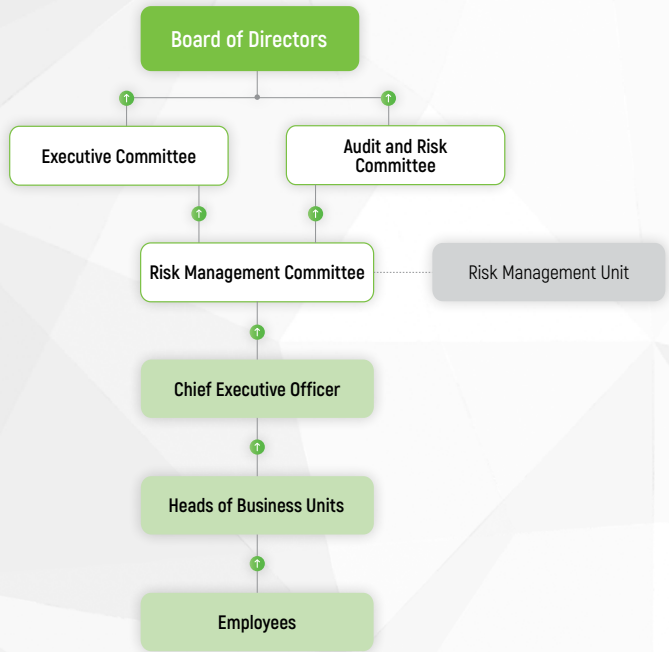 Board of Directors
Executive Committee
Audit and Risk
Committee
Risk Management Committee
Risk Management Unit
Chief Executive Officer
Heads of Business Units
Employees